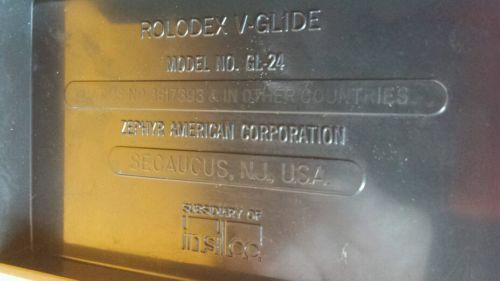 ROLODEX V-GLIDE
MODEL NO. GL-24
& IN OTHER COUNTRIES
ZEPHYR AMERICAN CORPORATION
SECAUCUS, N.J., U.S.A.
SUBSIDIARY OF
insilco